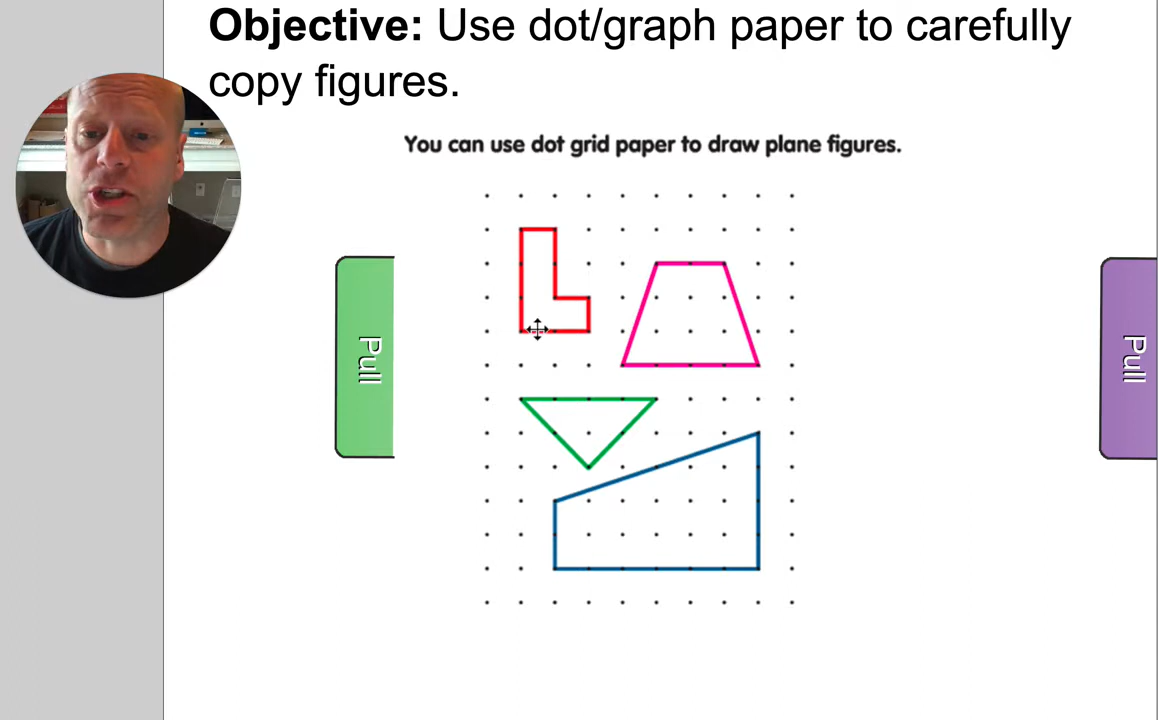 Objective: Use dot/graph paper to carefully
copy figures.
You can use dot grid paper to draw plane figures.
Pull
Pull